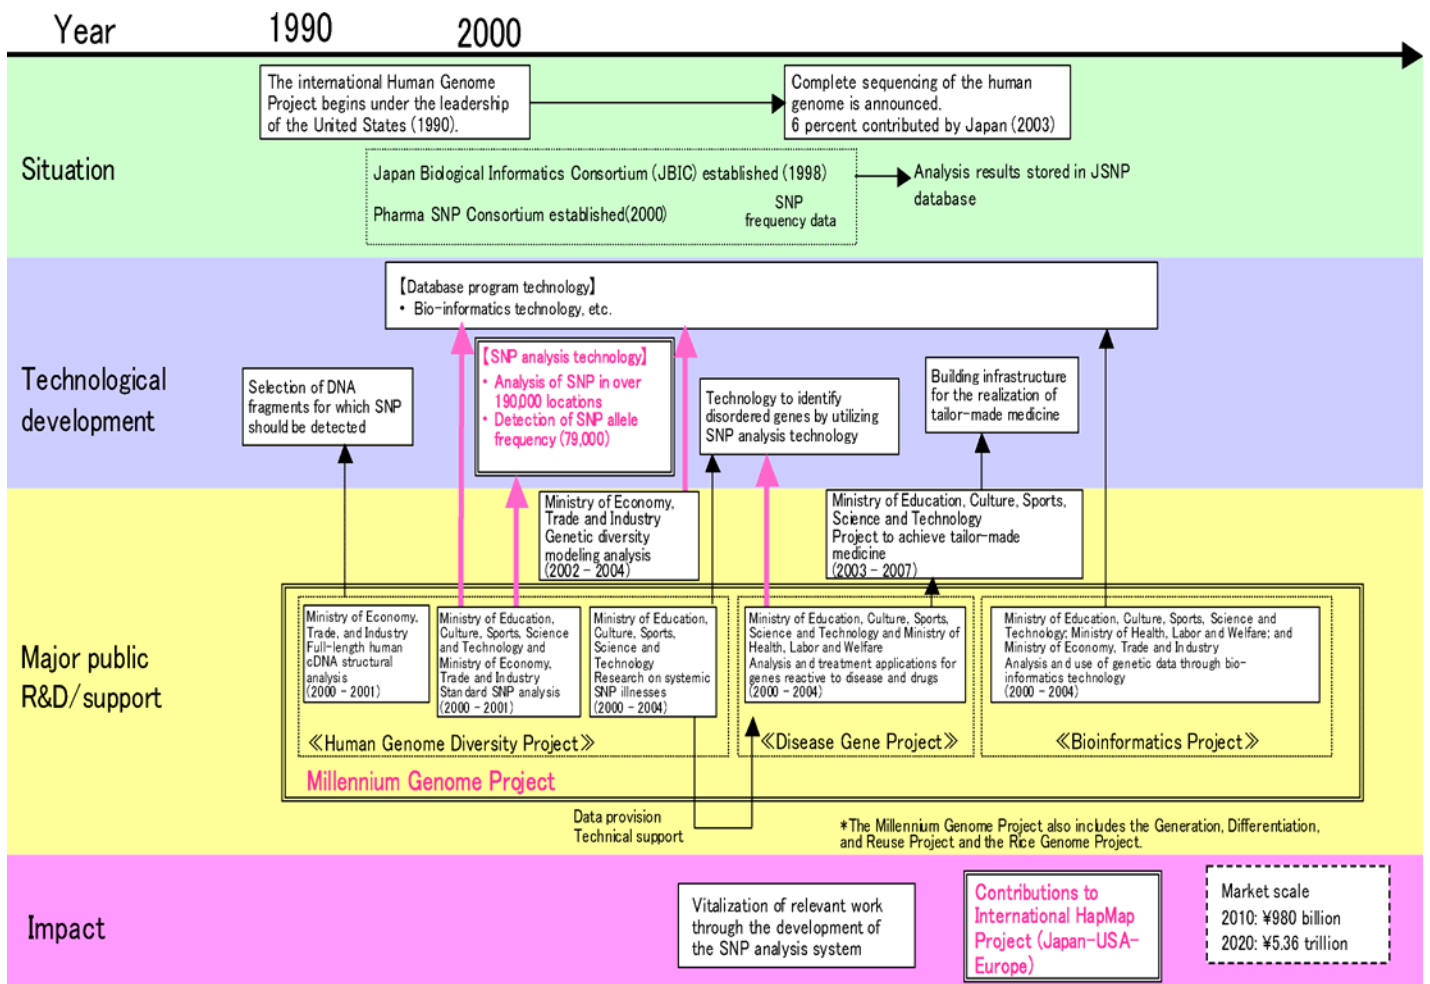 Year
1990
2000
Situation
The international Human Genome
Project begins under the leadership
of the United States (1990).
Complete sequencing of the human
genome is announced.
6 percent contributed by Japan (2003)
Japan Biological Informatics Consortium (JBIC) established (1998)
Pharma SNP Consortium established(2000)
SNP
frequency data
Analysis results stored in JSNP
database
Technological
development
【Database program technology】
・ Bio-informatics technology, etc.
Selection of DNA
fragments for which SNP
should be detected
【SNP analysis technology】
・ Analysis of SNP in over
190,000 locations
・ Detection of SNP allele
frequency (79,000)
Technology to identify
disordered genes by utilizing
SNP analysis technology
Building infrastructure
for the realization of
tailor-made medicine
Major public
R&D/support
Ministry of Economy,
Trade and Industry
Genetic diversity
modeling analysis
(2002 - 2004)
Ministry of Education, Culture, Sports,
Science and Technology
Project to achieve tailor-made
medicine
(2003 - 2007)
Ministry of Economy,
Trade, and Industry
Full-length human
cDNA structural
analysis
(2000 - 2001)
Ministry of Education,
Culture, Sports, Science
and Technology and
Ministry of Economy,
Trade and Industry
Standard SNP analysis
(2000 - 2001)
Ministry of Education,
Culture, Sports,
Science and
Technology
Research on systemic
SNP illnesses
(2000 - 2004)
Ministry of Education, Culture, Sports,
Science and Technology and Ministry of
Health, Labor and Welfare
Analysis and treatment applications for
genes reactive to disease and drugs
(2000 - 2004)
Ministry of Education, Culture, Sports, Science and
Technology; Ministry of Health, Labor and Welfare; and
Ministry of Economy, Trade and Industry
Analysis and use of genetic data through bio-
informatics technology
(2000 - 2004)
≪Human Genome Diversity Project≫
≪Disease Gene Project≫
≪Bioinformatics Project≫
Millennium Genome Project
Data provision
Technical support
*The Millennium Genome Project also includes the Generation, Differentiation,
and Reuse Project and the Rice Genome Project.
Impact
Vitalization of relevant work
through the development of
the SNP analysis system
Contributions to
International HapMap
Project (Japan-USA-
Europe)
Market scale
2010: ¥980 billion
2020: ¥5.36 trillion